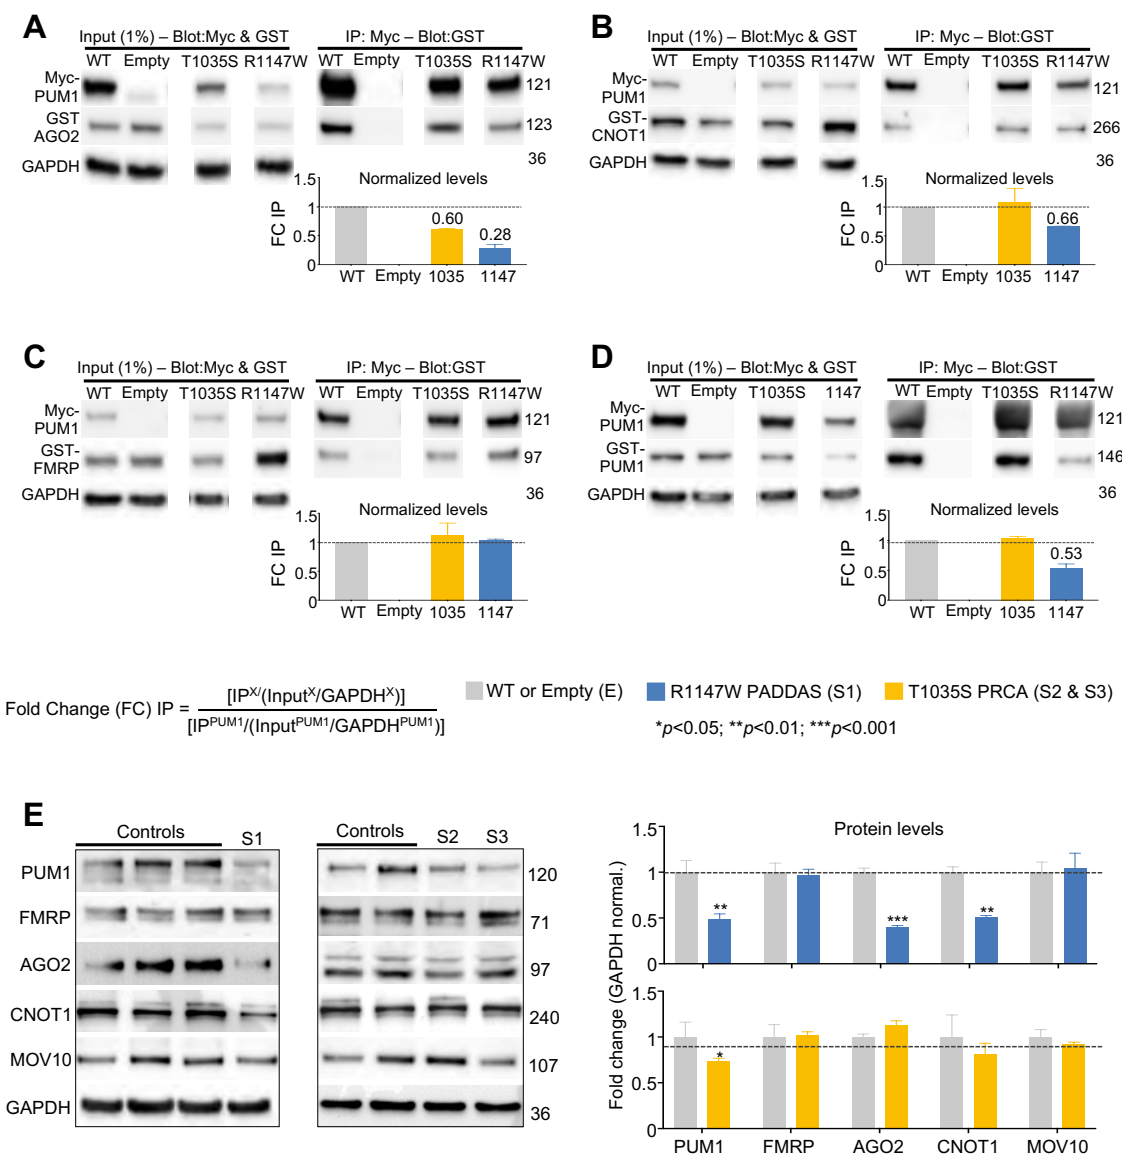 A
Input (1%) – Blot:Myc & GST
IP: Myc – Blot:GST
WT Empty T1035S R1147W
WT Empty T1035S R1147W
Myc-
PUM1
121
GST
AGO2
123
GAPDH
36
Normalized levels
1.5
1
0.5
0
FC IP
0.60
0.28
WT Empty 1035 1147
B
Input (1%) – Blot:Myc & GST
IP: Myc – Blot:GST
WT Empty T1035S R1147W
WT Empty T1035S R1147W
Myc-
PUM1
121
GST-
CNOT1
266
GAPDH
36
Normalized levels
1.5
1
0.5
0
FC IP
0.66
WT Empty 1035 1147
C
Input (1%) – Blot:Myc & GST
IP: Myc – Blot:GST
WT Empty T1035S R1147W
WT Empty T1035S R1147W
Myc-
PUM1
121
GST-
FMRP
97
GAPDH
36
Normalized levels
1.5
1
0.5
0
FC IP
WT Empty 1035 1147
D
Input (1%) – Blot:Myc & GST
IP: Myc – Blot:GST
WT Empty T1035S 1147
WT Empty T1035S R1147W
Myc-
PUM1
121
GST-
PUM1
146
GAPDH
36
Normalized levels
1.5
1
0.5
0
FC IP
0.53
WT Empty 1035 1147
Fold Change (FC) IP = [IPX/(InputX/GAPDHX)]
[IPPUM1/(InputPUM1/GAPDHPUM1)]
WT or Empty (E)
R1147W PADDAS (S1)
T1035S PRCA (S2 & S3)
*p<0.05; **p<0.01; ***p<0.001
E
Controls S1
Controls S2 S3
PUM1 120
FMRP 71
AGO2 97
CNOT1 240
MOV10 107
GAPDH 36
Protein levels
Fold change (GAPDH normal.)
1.5
1
0.5
0
** *** **
1.5
1
0.5
0
*
PUM1 FMRP AGO2 CNOT1 MOV10